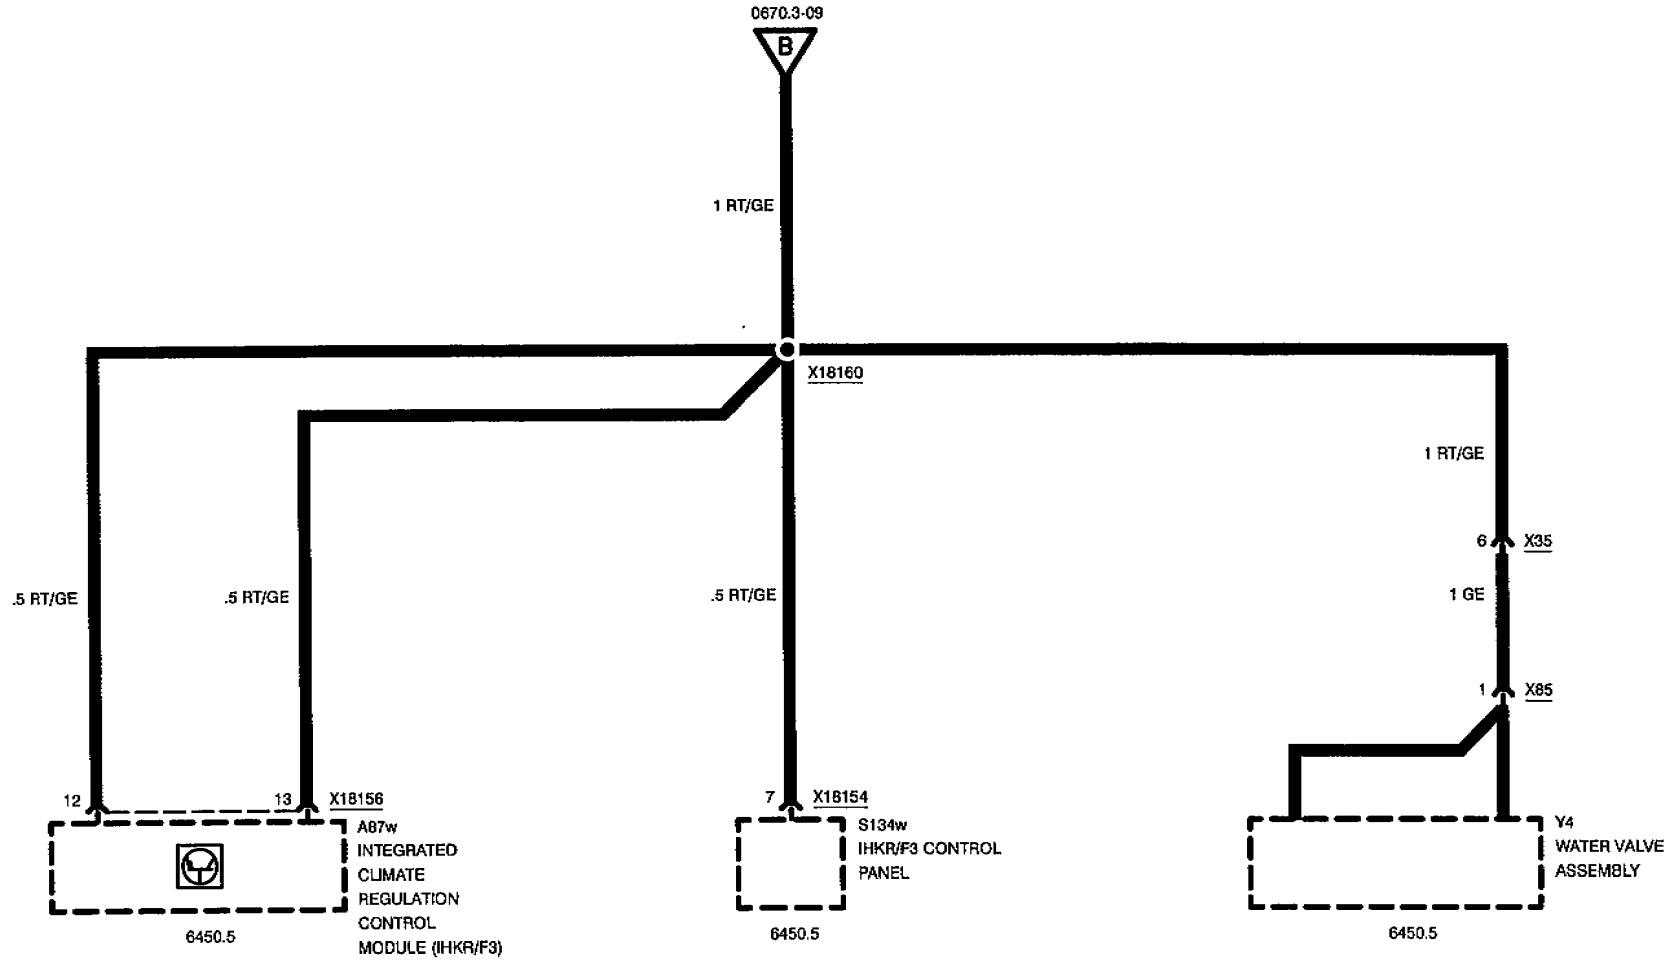 0670.3-09
B
1 RT/GE
X18160
1 RT/GE
6
X35
.5 RT/GE
.5 RT/GE
.5 RT/GE
1 GE
1
X85
12
13
X18156
7
X18154
A87w
INTEGRATED
CLIMATE
REGULATION
CONTROL
MODULE (IHKR/F3)
6450.5
S134w
IHKR/F3 CONTROL
PANEL
6450.5
Y4
WATER VALVE
ASSEMBLY
6450.5